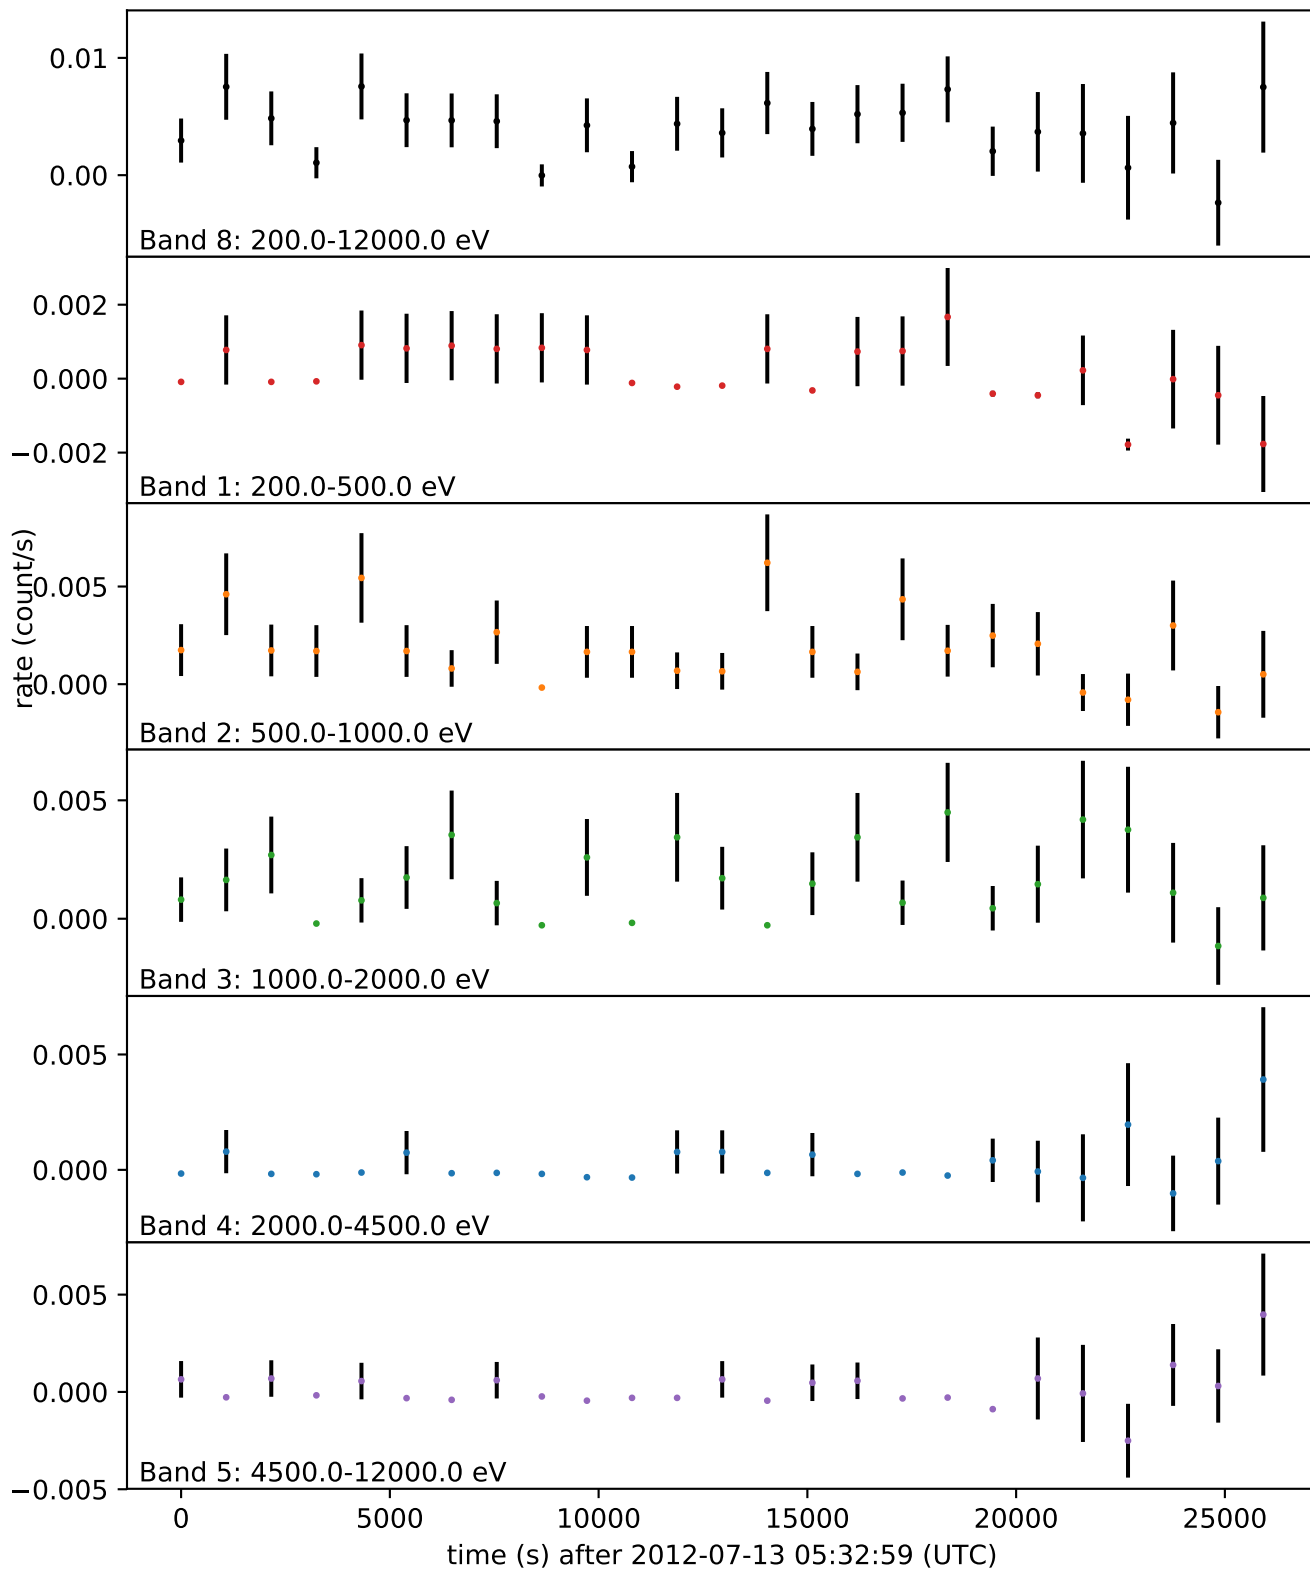 0.01
0.00
Band 8: 200.0-12000.0 eV
0.002
0.000
−0.002
Band 1: 200.0-500.0 eV
rate (count/s)
0.005
0.000
Band 2: 500.0-1000.0 eV
0.005
0.000
Band 3: 1000.0-2000.0 eV
0.005
0.000
Band 4: 2000.0-4500.0 eV
0.005
0.000
−0.005
Band 5: 4500.0-12000.0 eV
0 5000 10000 15000 20000 25000
time (s) after 2012-07-13 05:32:59 (UTC)